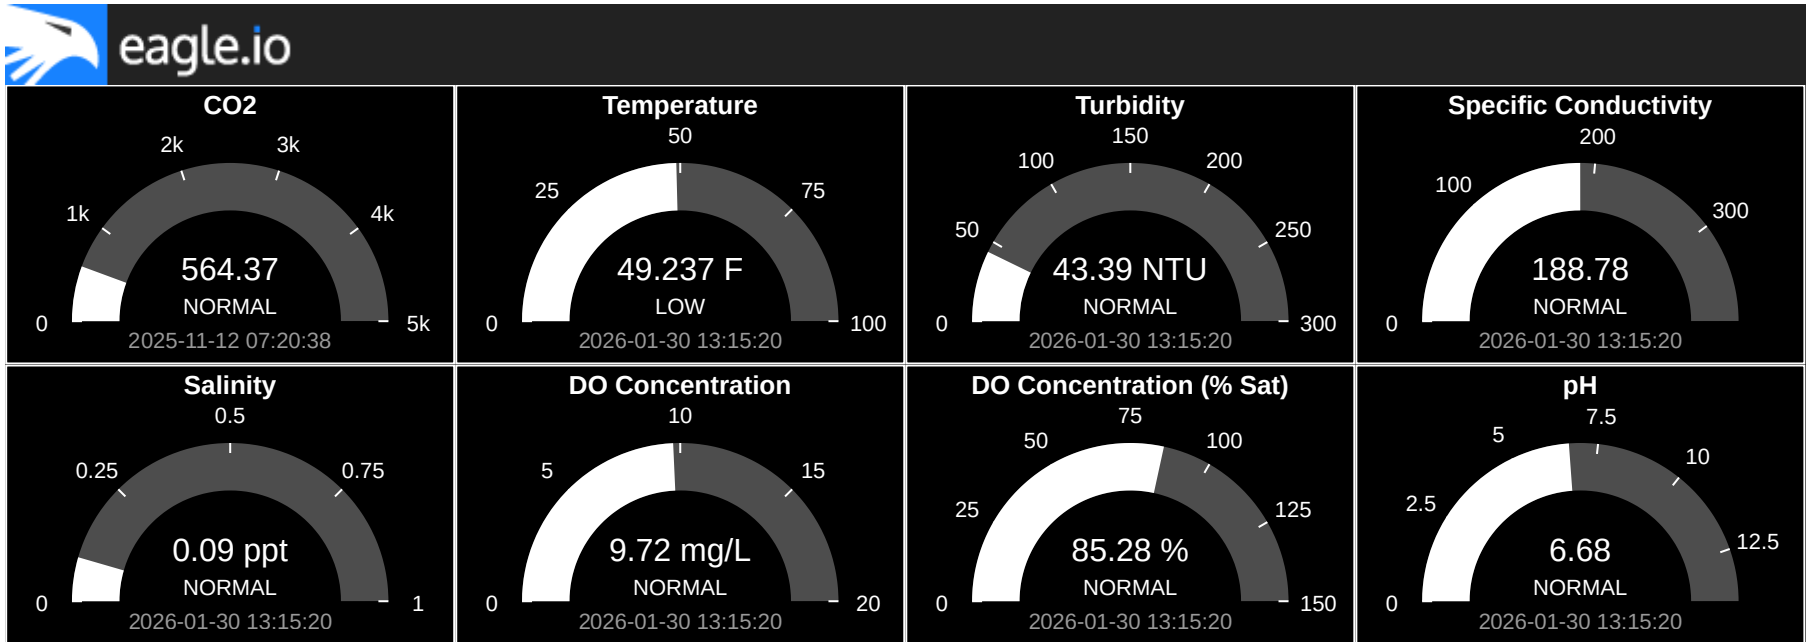 eagle.io
CO2
0
1k
2k
3k
4k
5k
564.37
NORMAL
2025-11-12 07:20:38
Temperature
0
25
50
75
100
49.237 F
LOW
2026-01-30 13:15:20
Turbidity
0
50
100
150
200
250
300
43.39 NTU
NORMAL
2026-01-30 13:15:20
Specific Conductivity
0
100
200
300
188.78
NORMAL
2026-01-30 13:15:20
Salinity
0
0.25
0.5
0.75
1
0.09 ppt
NORMAL
2026-01-30 13:15:20
DO Concentration
0
5
10
15
20
9.72 mg/L
NORMAL
2026-01-30 13:15:20
DO Concentration (% Sat)
0
25
50
75
100
125
150
85.28 %
NORMAL
2026-01-30 13:15:20
pH
0
2.5
5
7.5
10
12.5
6.68
NORMAL
2026-01-30 13:15:20